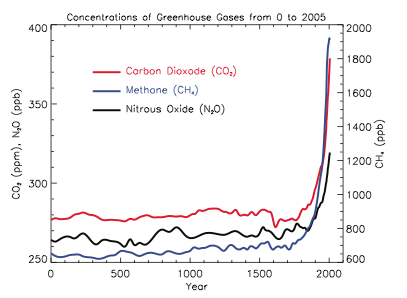 Concentrations of Greenhouse Gases from 0 to 2005
400
350
300
250
CO₂ (ppm), N₂O (ppb)
Carbon Dioxade (CO₂)
Methane (CH₄)
Nitrous Oxide (N₂O)
2000
1800
1600
1400
1200
1000
800
600
CH₄ (ppb)
0
500
1000
1500
2000
Year